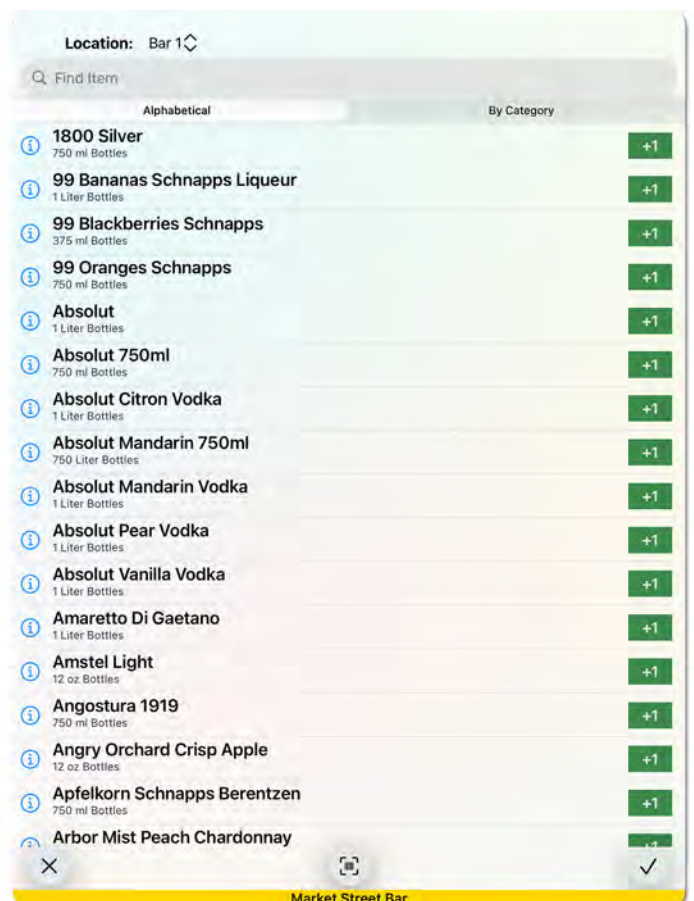 Location: Bar 1
Find Item
Alphabetical By Category
1800 Silver
750 ml Bottles
+1
99 Bananas Schnapps Liqueur
1 Liter Bottles
+1
99 Blackberries Schnapps
375 ml Bottles
+1
99 Oranges Schnapps
750 ml Bottles
+1
Absolut
1 Liter Bottles
+1
Absolut 750ml
750 ml Bottles
+1
Absolut Citron Vodka
1 Liter Bottles
+1
Absolut Mandarin 750ml
750 Liter Bottles
+1
Absolut Mandarin Vodka
1 Liter Bottles
+1
Absolut Pear Vodka
1 Liter Bottles
+1
Absolut Vanilla Vodka
1 Liter Bottles
+1
Amaretto Di Gaetano
1 Liter Bottles
+1
Amstel Light
12 oz Bottles
+1
Angostura 1919
750 ml Bottles
+1
Angry Orchard Crisp Apple
12 oz Bottles
+1
Apfelkorn Schnapps Berentzen
750 ml Bottles
+1
Arbor Mist Peach Chardonnay
+1
Market Street Bar